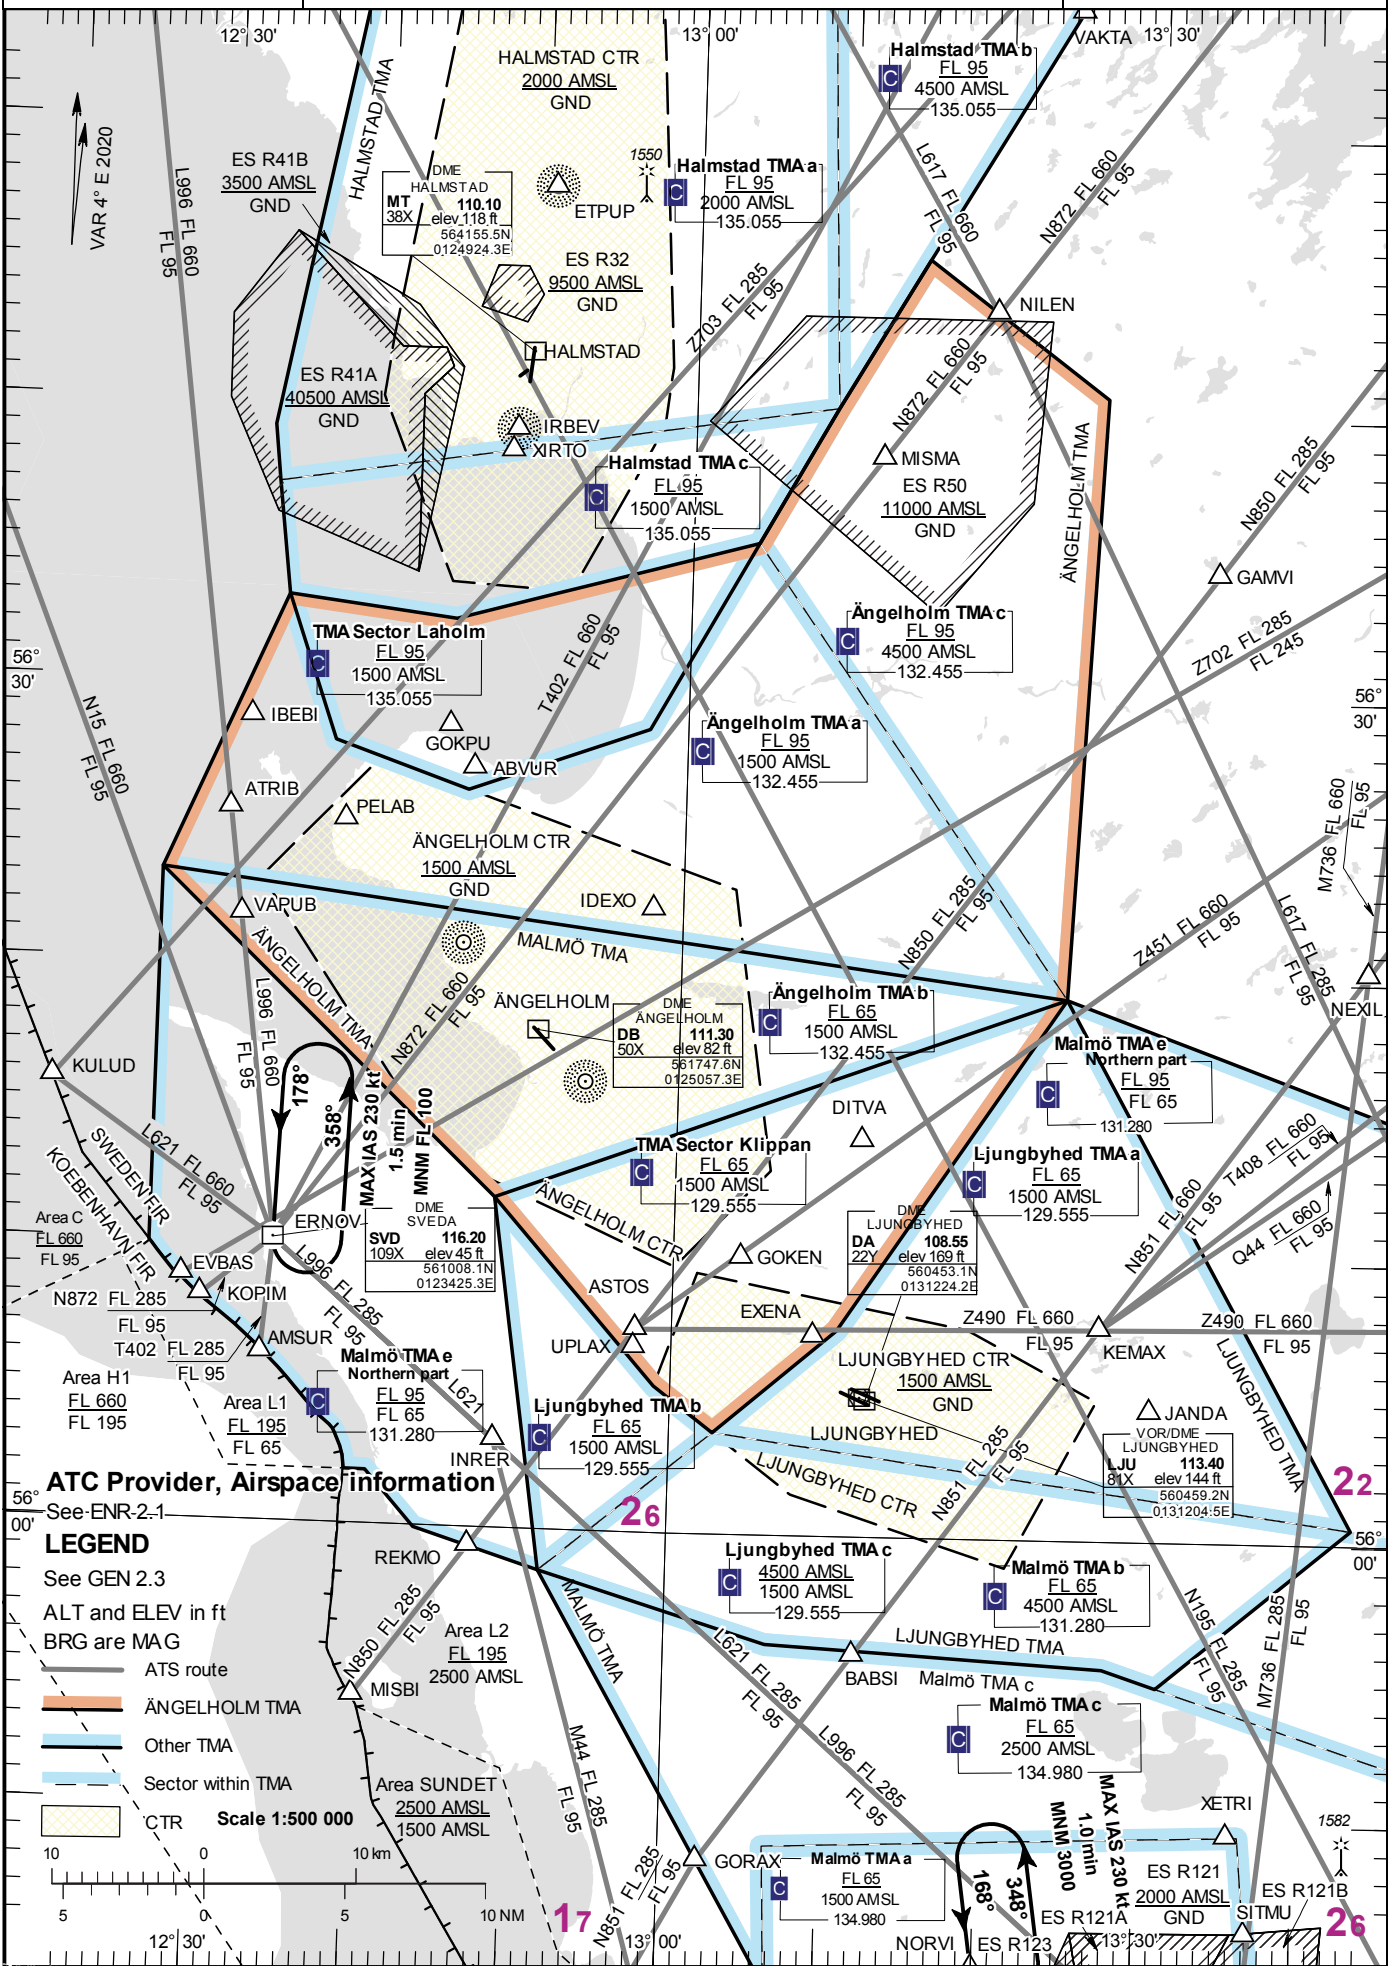 12° 30'
13° 00'
13° 30'
VAKTA
HALMSTAD CTR
2000 AMSL
GND
Halmstad TMA b
FL 95
4500 AMSL
135.055
C
HALMSTAD TMA
VAR 4° E 2020
L996 FL 660
FL 95
ES R41B
3500 AMSL
GND
DME
HALMSTAD
MT 110.10
38X elev 118 ft
564155.5N
0124924.3E
ETPUP
1550
Halmstad TMA a
FL 95
2000 AMSL
135.055
C
L617 FL 660
FL 95
N872 FL 660
FL 95
ES R32
9500 AMSL
GND
Z703 FL 285
FL 95
NILEN
HALMSTAD
ES R41A
40500 AMSL
GND
N872 FL 660
FL 95
IRBEV
XIRTO
MISMA
ES R50
11000 AMSL
GND
ÄNGELHOLM TMA
Halmstad TMA c
FL 95
1500 AMSL
135.055
C
N850 FL 285
FL 95
GAMVI
Z702 FL 285
FL 245
TMA Sector Laholm
FL 95
1500 AMSL
135.055
C
T402 FL 660
FL 95
Ängelholm TMA c
FL 95
4500 AMSL
132.455
C
56°
30'
56°
30'
N15 FL 660
FL 95
IBEBI
GOKPU
ABVUR
Ängelholm TMA a
FL 95
1500 AMSL
132.455
C
ATRIB
PELAB
ÄNGELHOLM CTR
1500 AMSL
GND
M736 FL 660
FL 95
VAPUB
IDEXO
MALMÖ TMA
ÄNGELHOLM TMA
N850 FL 285
FL 95
Z451 FL 660
FL 95
L617 FL 285
FL 95
NEXIL
N872 FL 660
FL 95
ÄNGELHOLM
DME
ÄNGELHOLM
DB 111.30
50X elev 82 ft
561747.6N
0125057.3E
Ängelholm TMA b
FL 65
1500 AMSL
132.455
C
L996 FL 660
FL 95
KULUD
178°
358°
MAX IAS 230 kt
1.5 min
MNM FL 100
Malmö TMA e
Northern part
FL 95
FL 65
131.280
C
DITVA
L621 FL 660
FL 95
SWEDEN FIR
KOEBENHAVN FIR
TMA Sector Klippan
FL 65
1500 AMSL
129.555
C
Ljungbyhed TMA a
FL 65
1500 AMSL
129.555
C
T408 FL 660
FL 95
Q44 FL 660
FL 95
N851 FL 660
FL 95
Area C
FL 660
FL 95
ERNOV
DME
SVEDA
SVD 116.20
109X elev 45 ft
561008.1N
0123425.3E
ÄNGELHOLM CTR
DME
LJUNGBYHED
DA 108.55
22Y elev 169 ft
560453.1N
0131224.2E
GOKEN
EVBAS
KOPIM
N872 FL 285
FL 95
T402 FL 285
FL 95
AMSUR
L996 FL 285
FL 95
ASTOS
UPLAX
EXENA
Z490 FL 660
FL 95
KEMAX
Z490 FL 660
FL 95
LJUNGBYHED TMA
Area H1
FL 660
FL 195
Area L1
FL 195
FL 65
Malmö TMA e
Northern part
FL 95
FL 65
131.280
C
L621
INRER
Ljungbyhed TMA b
FL 65
1500 AMSL
129.555
C
LJUNGBYHED CTR
1500 AMSL
GND
LJUNGBYHED
JANDA
VOR/DME
LJUNGBYHED
LJU 113.40
81X elev 144 ft
560459.2N
0131204.5E
LJUNGBYHED CTR
N851 FL 285
FL 95
22
26
ATC Provider, Airspace information
See ENR 2.1
56°
00'
56°
00'
LEGEND
See GEN 2.3
ALT and ELEV in ft
BRG are MAG
ATS route
ÄNGELHOLM TMA
Other TMA
Sector within TMA
CTR
Scale 1:500 000
10 0 10 km
5 0 5 10 NM
REKMO
N850 FL 285
FL 95
MISBI
Area L2
FL 195
2500 AMSL
Area SUNDET
2500 AMSL
1500 AMSL
MALMÖ TMA
Ljungbyhed TMA c
4500 AMSL
1500 AMSL
129.555
C
Malmö TMA b
FL 65
4500 AMSL
131.280
C
LJUNGBYHED TMA
BABSI
Malmö TMA c
Malmö TMA c
FL 65
2500 AMSL
134.980
C
L621 FL 285
FL 95
L996 FL 285
FL 95
N195 FL 285
FL 95
M736 FL 285
FL 95
M44 FL 285
FL 95
N851 FL 285
FL 95
GORAX
Malmö TMA a
FL 65
1500 AMSL
134.980
C
168°
348°
MAX IAS 230 kt
1.0 min
MNM 3000
XETRI
1582
ES R121
2000 AMSL
GND
ES R121B
ES R121A
SITMU
NORVI
ES R123
17
26
12° 30'
13° 00'
13° 30'